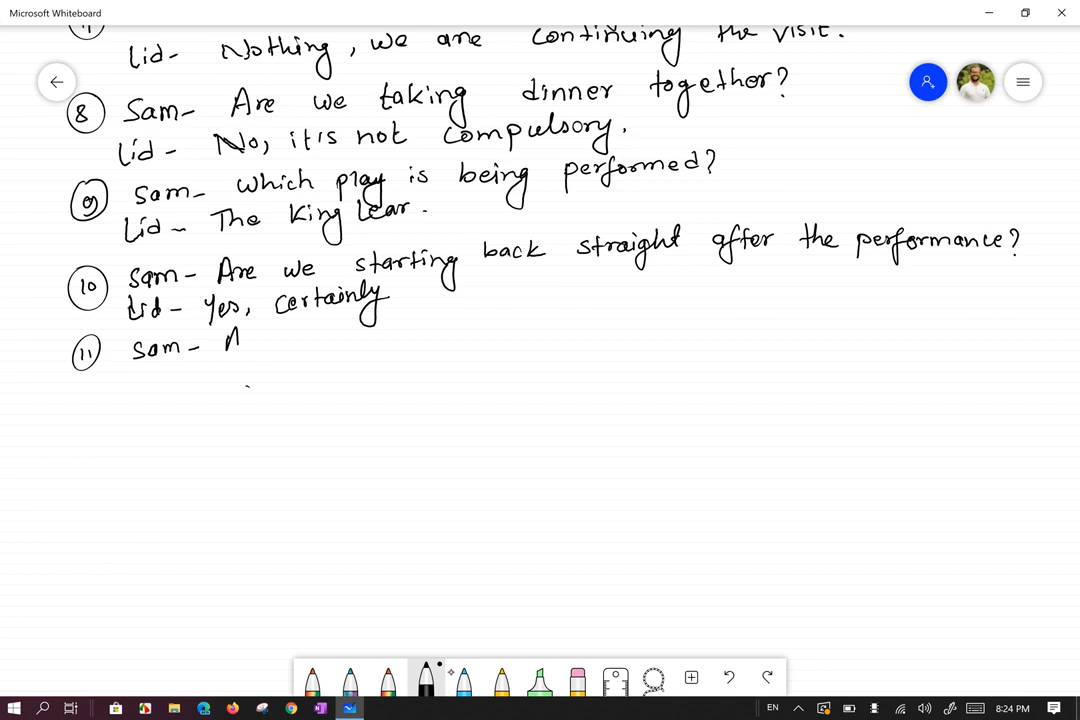 Microsoft Whiteboard
Lid- Nothing, we are continuing the visit.
8 Sam- Are we taking dinner together?
Lid- No, it's not compulsory.
9 Sam- which play is being performed?
Lid- The King Lear.
10 Sam- Are we starting back straight after the performance?
Lid- Yes, certainly
11 Sam- A
EN 8:24 PM